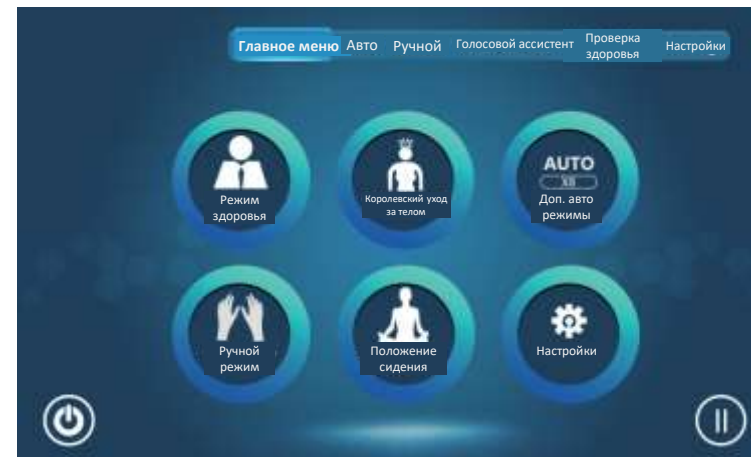 Главное меню Авто Ручной Голосовой ассистент Проверка здоровья Настройки
Режим
здоровья
Королевский уход
за телом
AUTO
Доп. авто
режимы
Ручной
режим
Положение
сидения
Настройки